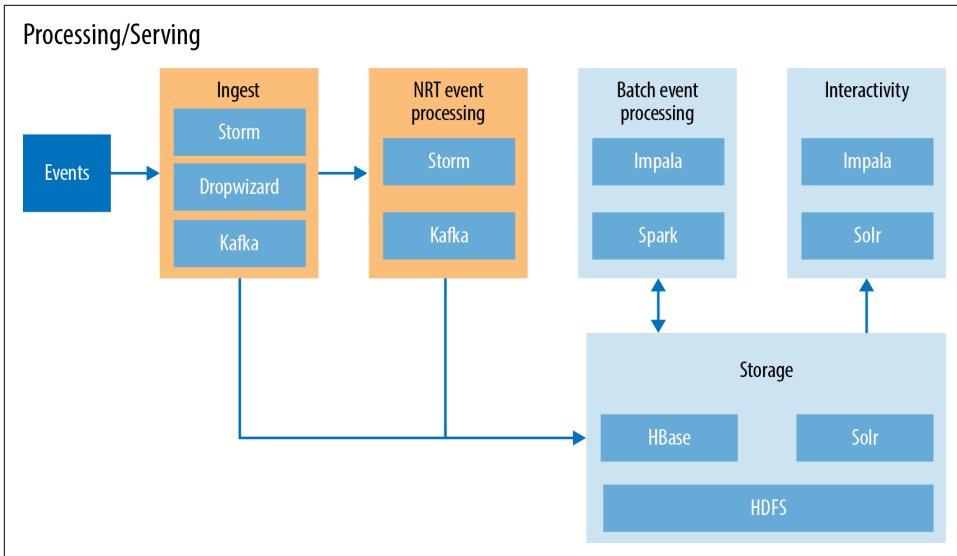 Processing/Serving
Events
Ingest
Storm
Dropwizard
Kafka
NRT event
processing
Storm
Kafka
Batch event
processing
Impala
Spark
Interactivity
Impala
Solr
Storage
HBase
Solr
HDFS